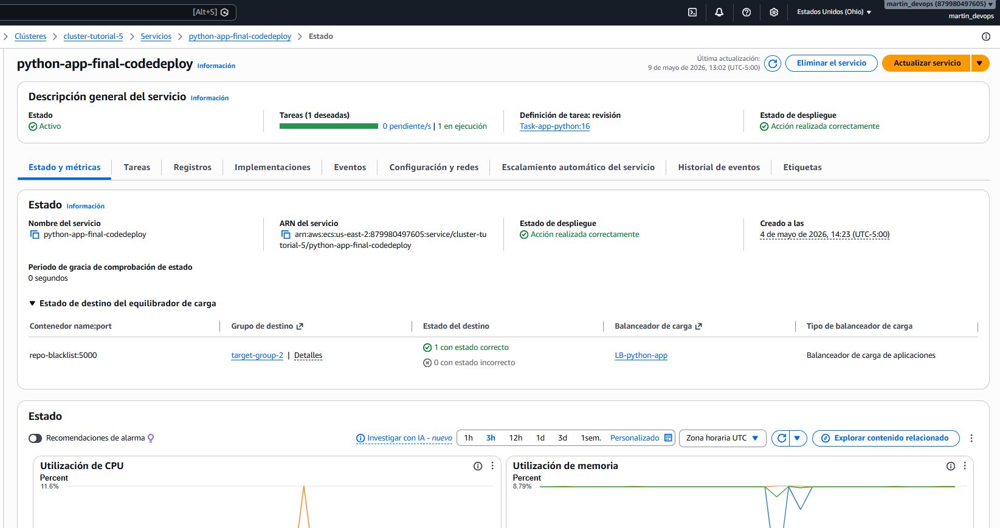 [Alt+S]
Estados Unidos (Ohio)
martin_devops (879980497605)
martin_devops
Clústeres
cluster-tutorial-5
Servicios
python-app-final-codedeploy
Estado
python-app-final-codedeploy Información
Última actualización:
9 de mayo de 2026, 13:02 (UTC-5:00)
Eliminar el servicio
Actualizar servicio
Descripción general del servicio Información
Estado
Activo
Tareas (1 deseadas)
0 pendiente/s | 1 en ejecución
Definición de tarea: revisión
Task-app-python:16
Estado de despliegue
Acción realizada correctamente
Estado y métricas
Tareas
Registros
Implementaciones
Eventos
Configuración y redes
Escalamiento automático del servicio
Historial de eventos
Etiquetas
Estado Información
Nombre del servicio
python-app-final-codedeploy
ARN del servicio
arn:aws:ecs:us-east-2:879980497605:service/cluster-tu
torial-5/python-app-final-codedeploy
Estado de despliegue
Acción realizada correctamente
Creado a las
4 de mayo de 2026, 14:23 (UTC-5:00)
Periodo de gracia de comprobación de estado
0 segundos
Estado de destino del equilibrador de carga
Contenedor name:port
Grupo de destino
Estado del destino
Balanceador de carga
Tipo de balanceador de carga
repo-blacklist:5000
target-group-2 | Detalles
1 con estado correcto
0 con estado incorrecto
LB-python-app
Balanceador de carga de aplicaciones
Estado
Recomendaciones de alarma
Investigar con IA - nuevo
1h 3h 12h 1d 3d 1sem. Personalizado
Zona horaria UTC
Explorar contenido relacionado
Utilización de CPU
Percent
11.6%
Utilización de memoria
Percent
8.79%